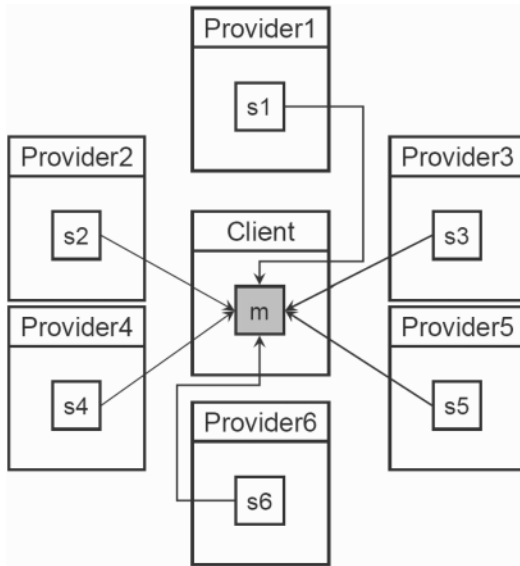 Provider1
s1
Provider2
Provider3
s2
Client
s3
m
Provider4
Provider5
s4
s5
Provider6
s6